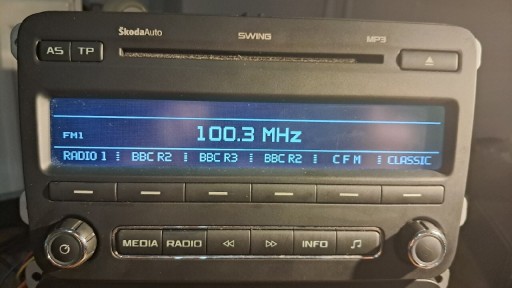 ŠkodaAuto SWING MP3
AS TP
100.3 MHz
FM1
RADIO 1 BBC R2 BBC R3 BBC R2 C F M CLASSIC
MEDIA RADIO INFO